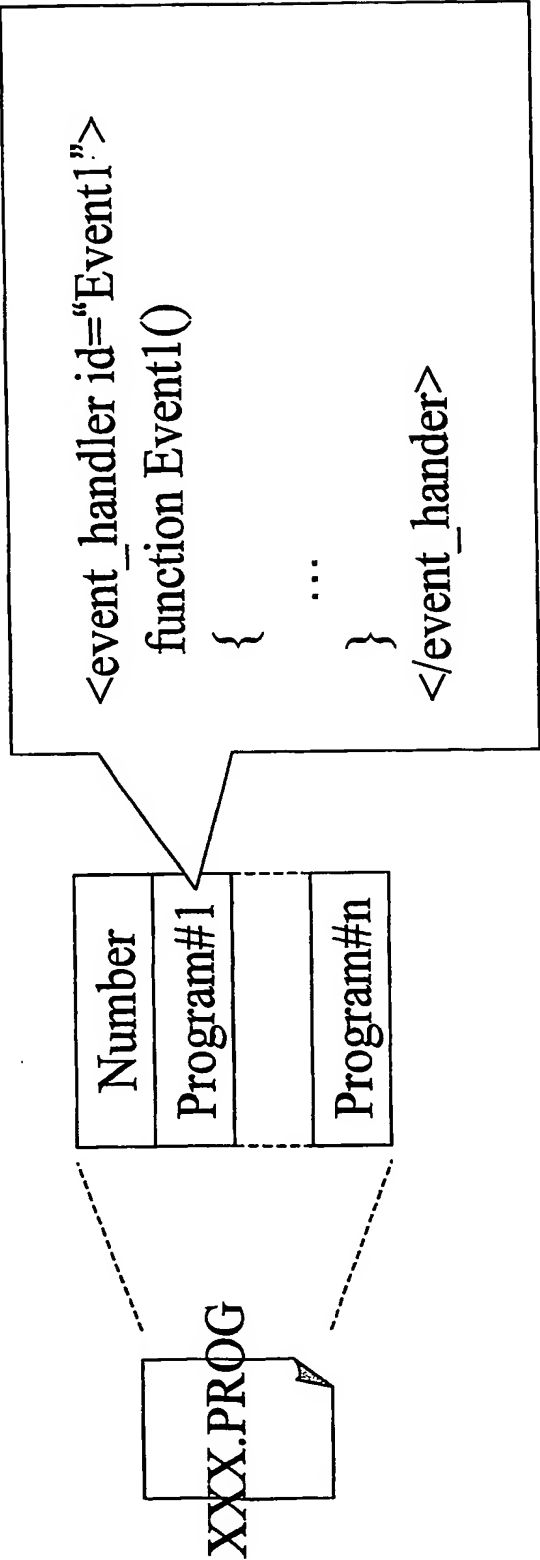 XXX.PROG
Number
Program#1
Program#n
<event_handler id=“Event1”>
function Event1()
{
...
}
</event_hander>